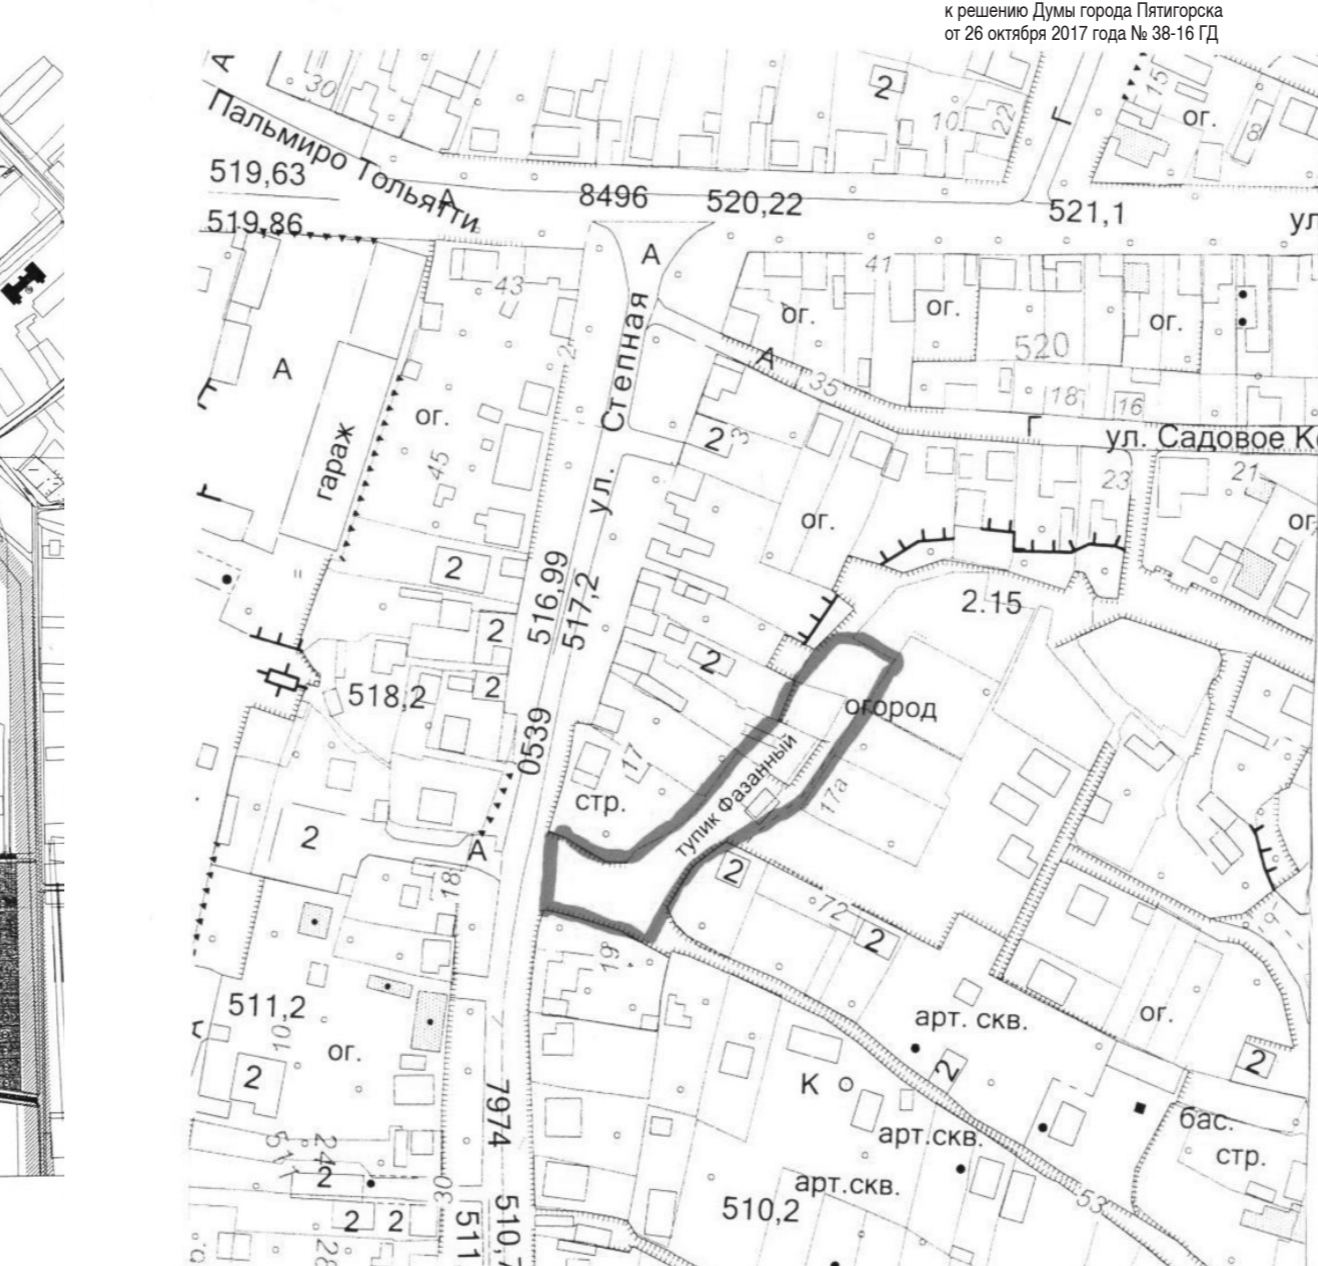 к решению Думы города Пятигорска
от 26 октября 2017 года № 38-16 ГД
А
30
2
15
Г
ог.
10
22
8
Пальмиро Тольятти
519,63
А
8496
520,22
521,1
ул
519,86
А
41
43
ог.
ог.
ог.
2
520
А
А
35
18
16
ул. Степная
ог.
2
3
Г
ул. Садовое К
гараж
45
23
21
ог.
ог
Г
2
516,99
517,2
2.15
2
2
2
518,2
огород
0539
17
тупик Фазанный
стр.
17а
2
А
2
18
72
2
19
511,2
10
арт. скв.
ог.
ог.
2
2
2
К
7974
бас.
арт.скв.
стр.
24
2
арт.скв.
30
53
510,2
2
2
511
510,7
28